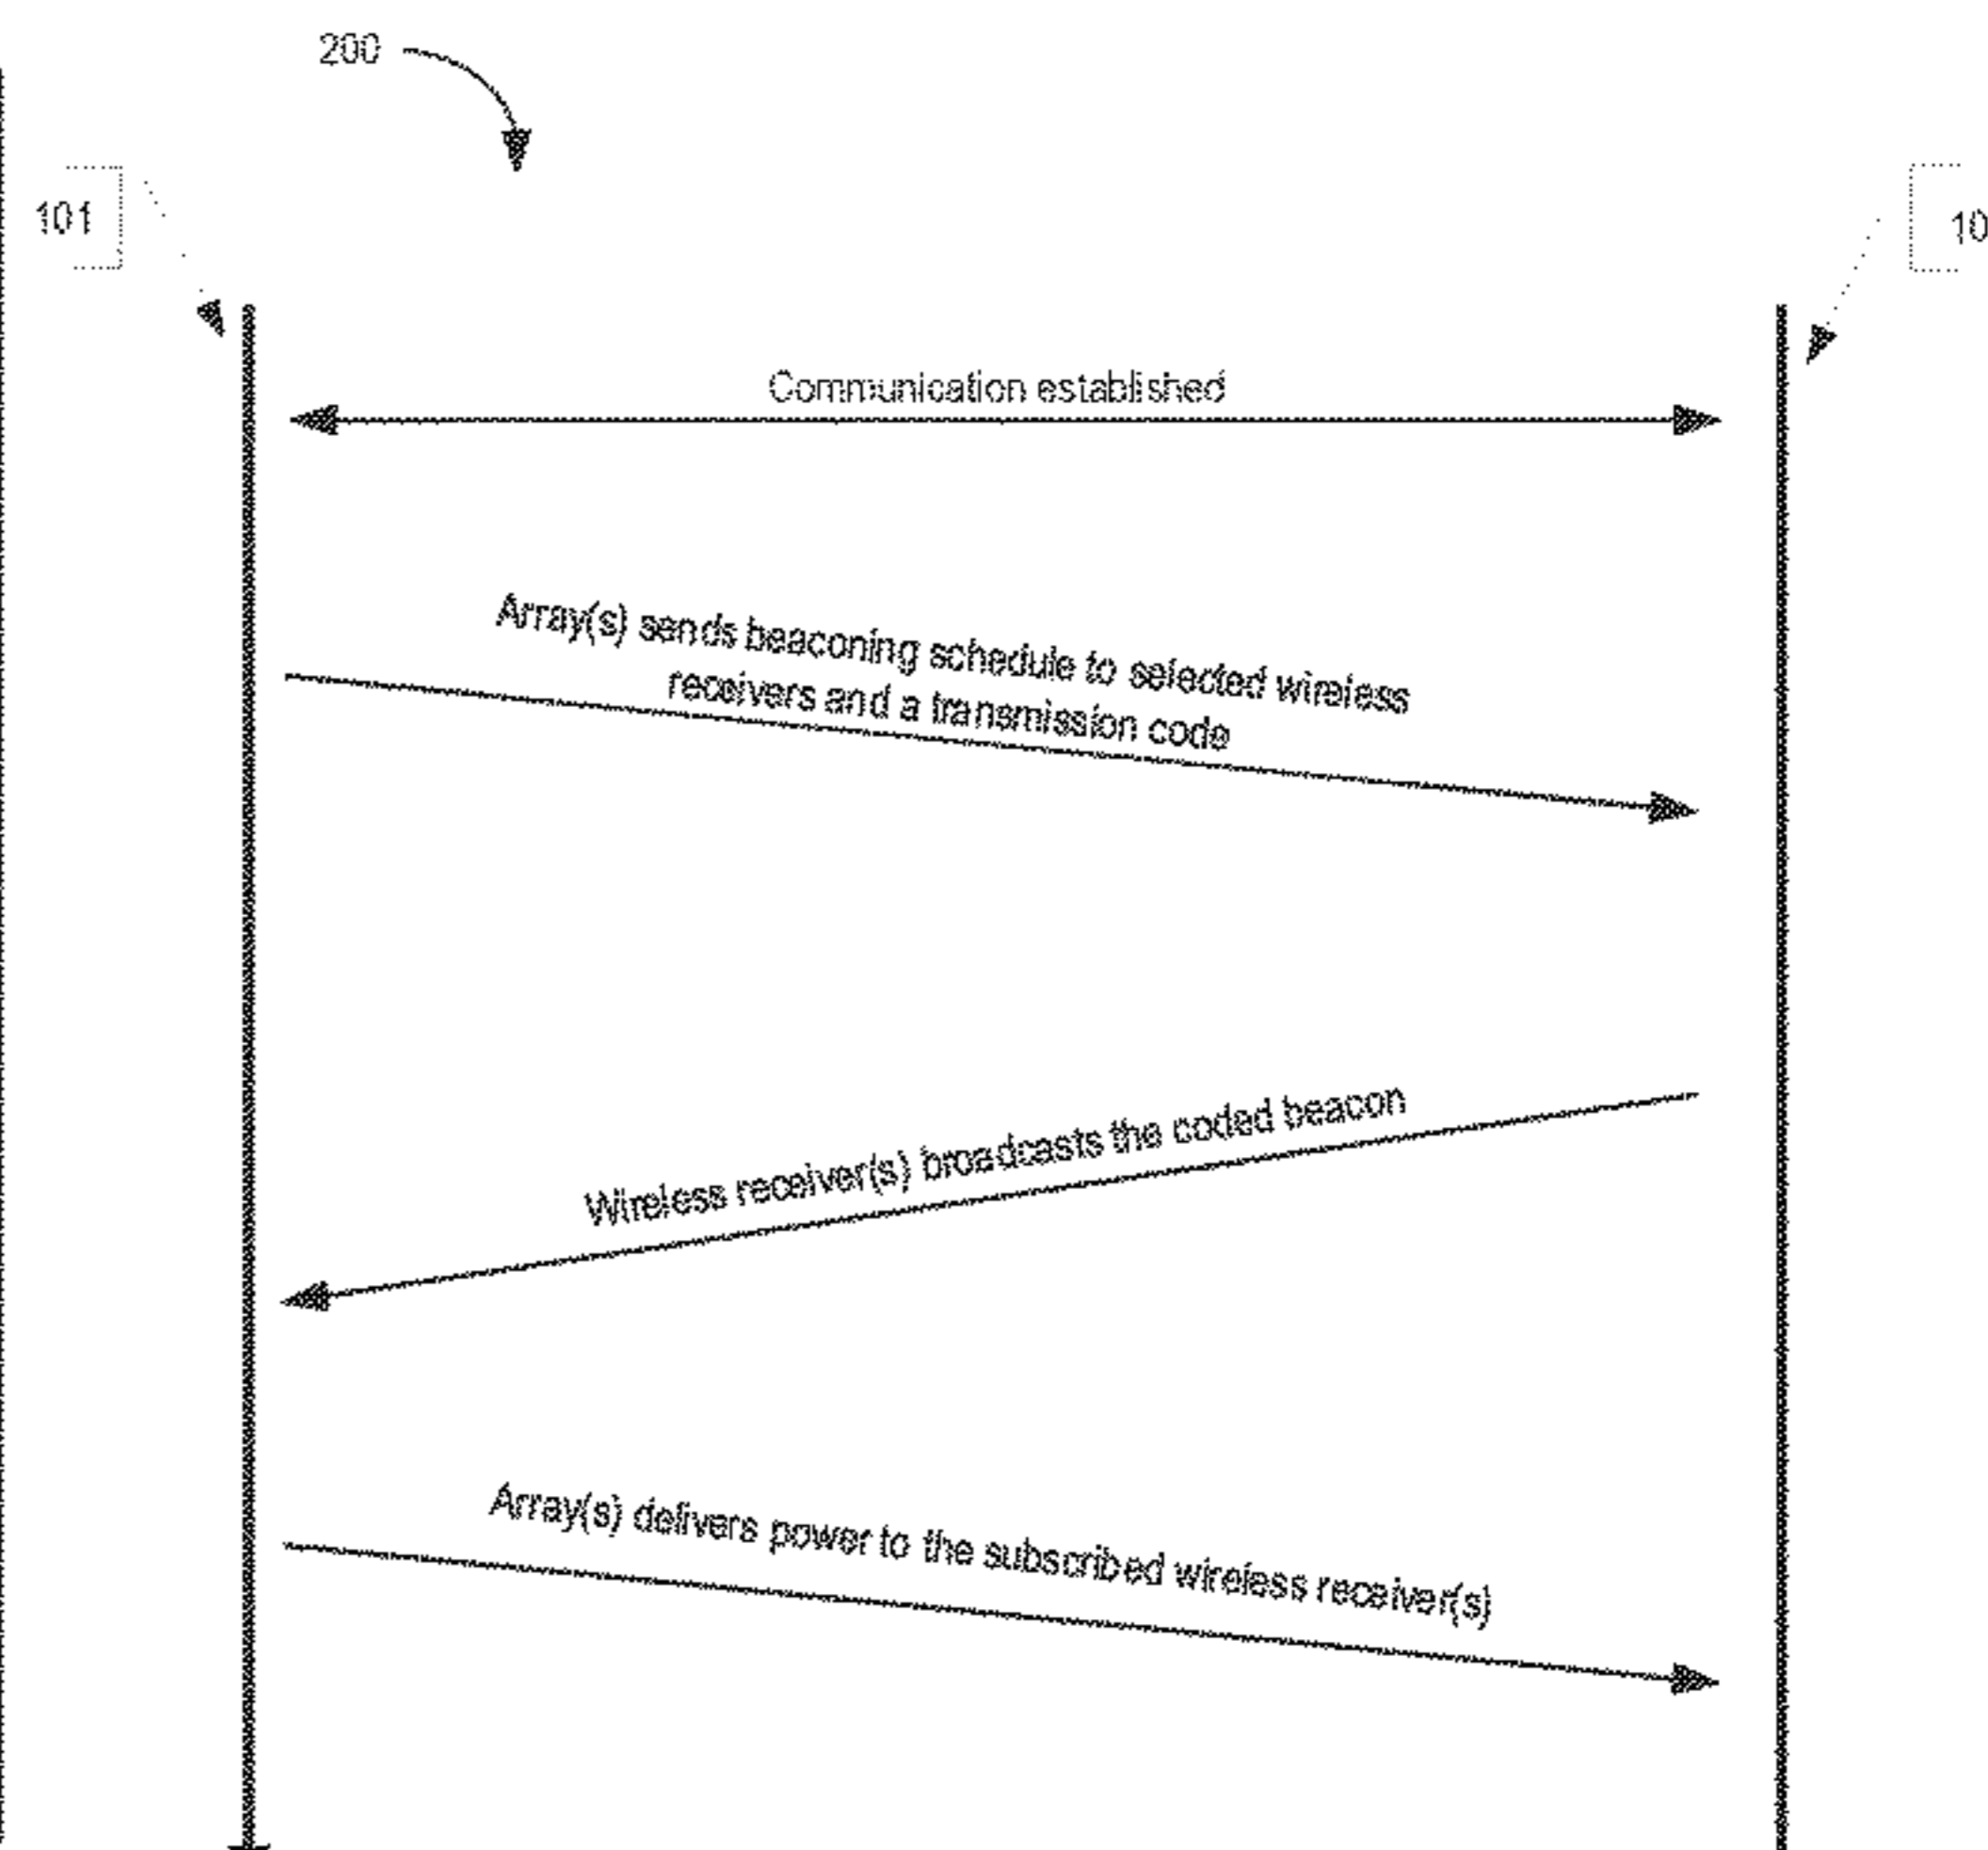 200
101
10
Communication established
Array(s) sends beaconing schedule to selected wireless
receivers and a transmission code
Wireless receiver(s) broadcasts the coded beacon
Array(s) delivers power to the subscribed wireless receiver(s)